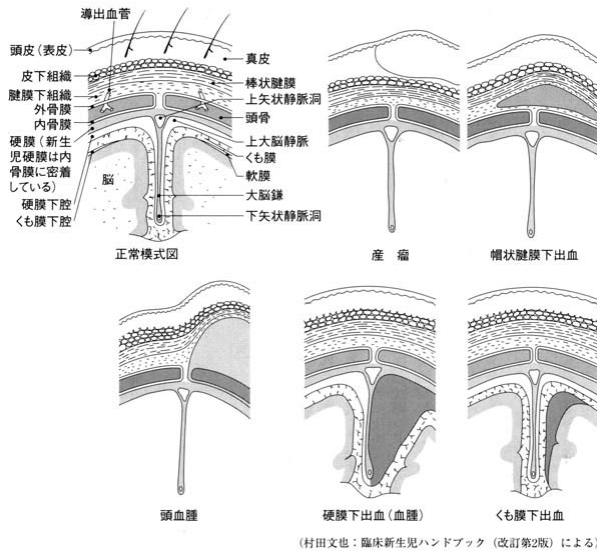 導出血管
頭皮(表皮)
真皮
皮下組織
棒状腱膜
腱膜下組織
上矢状静脈洞
外骨膜
頭骨
内骨膜
硬膜(新生
児硬膜は内
骨膜に密着
している)
上大脳静脈
くも膜
軟膜
脳
大脳鎌
硬膜下腔
下矢状静脈洞
くも膜下腔
正常模式図
産 瘤
帽状腱膜下出血
頭血腫
硬膜下出血(血腫)
くも膜下出血
(村田文也:臨床新生児ハンドブック(改訂第2版)による)